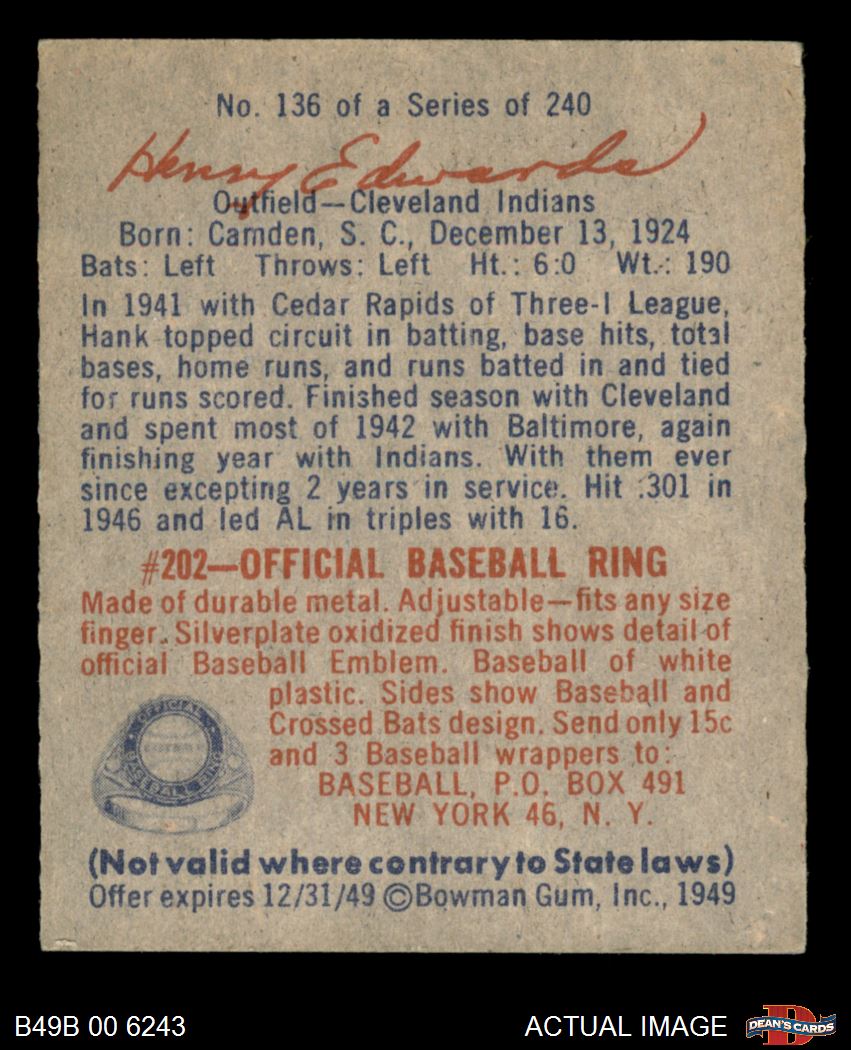 No. 136 of a Series of 240
Henry Edwards
Outfield—Cleveland Indians
Born: Camden, S. C., December 13, 1924
Bats: Left Throws: Left Ht.: 6:0 Wt.: 190
In 1941 with Cedar Rapids of Three-I League,
Hank topped circuit in batting, base hits, total
bases, home runs, and runs batted in and tied
for runs scored. Finished season with Cleveland
and spent most of 1942 with Baltimore, again
finishing year with Indians. With them ever
since excepting 2 years in service. Hit .301 in
1946 and led AL in triples with 16.
#202—OFFICIAL BASEBALL RING
Made of durable metal. Adjustable—fits any size
finger. Silverplate oxidized finish shows detail of
official Baseball Emblem. Baseball of white
plastic. Sides show Baseball and
Crossed Bats design. Send only 15c
and 3 Baseball wrappers to:
BASEBALL, P.O. BOX 491
NEW YORK 46, N. Y.
OFFICIAL
BASEBALL RING
(Not valid where contrary to State laws)
Offer expires 12/31/49 ©Bowman Gum, Inc., 1949
B49B 00 6243
ACTUAL IMAGE
DEAN'S CARDS